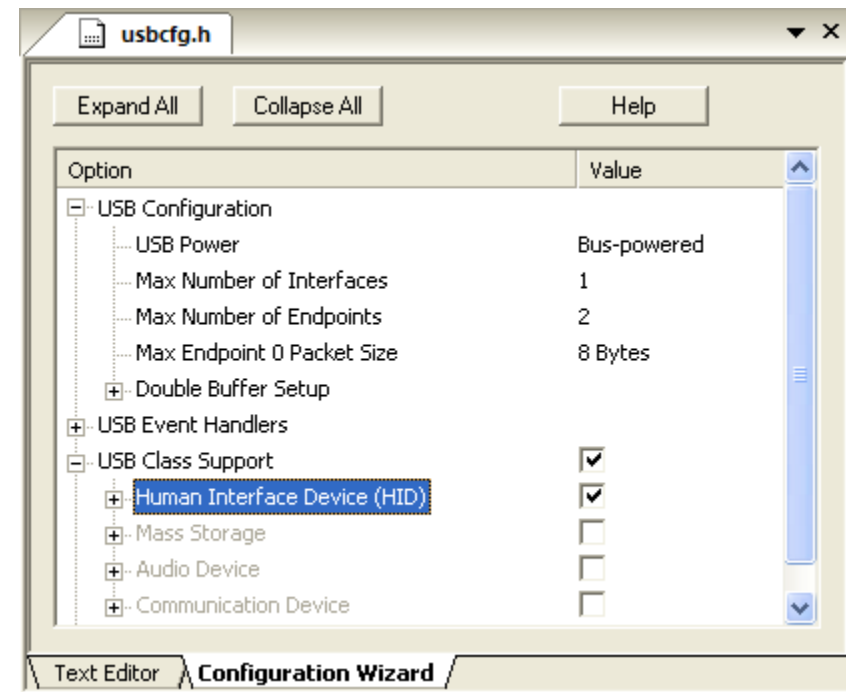 usbcfg.h
Expand All Collapse All Help
Option Value
USB Configuration
USB Power Bus-powered
Max Number of Interfaces 1
Max Number of Endpoints 2
Max Endpoint 0 Packet Size 8 Bytes
Double Buffer Setup
USB Event Handlers
USB Class Support
Human Interface Device (HID)
Mass Storage
Audio Device
Communication Device
Text Editor Configuration Wizard